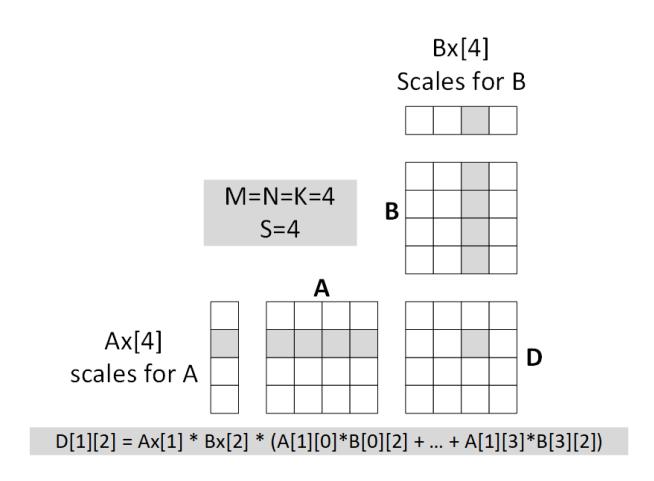 Bx[4]
Scales for B
M=N=K=4
S=4
B
A
Ax[4]
scales for A
D
D[1][2] = Ax[1] * Bx[2] * (A[1][0]*B[0][2] + ... + A[1][3]*B[3][2])